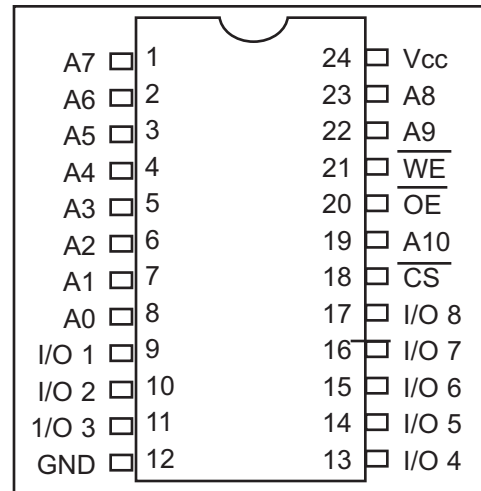 A7 1 24 Vcc
A6 2 23 A8
A5 3 22 A9
A4 4 21 WE
A3 5 20 OE
A2 6 19 A10
A1 7 18 CS
A0 8 17 I/O 8
I/O 1 9 16 I/O 7
I/O 2 10 15 I/O 6
1/O 3 11 14 I/O 5
GND 12 13 I/O 4